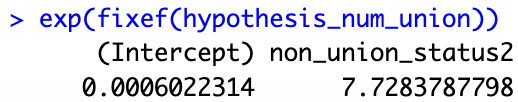 > exp(fixef(hypothesis_num_union))
(Intercept) non_union_status2
0.0006022314 7.7283787798